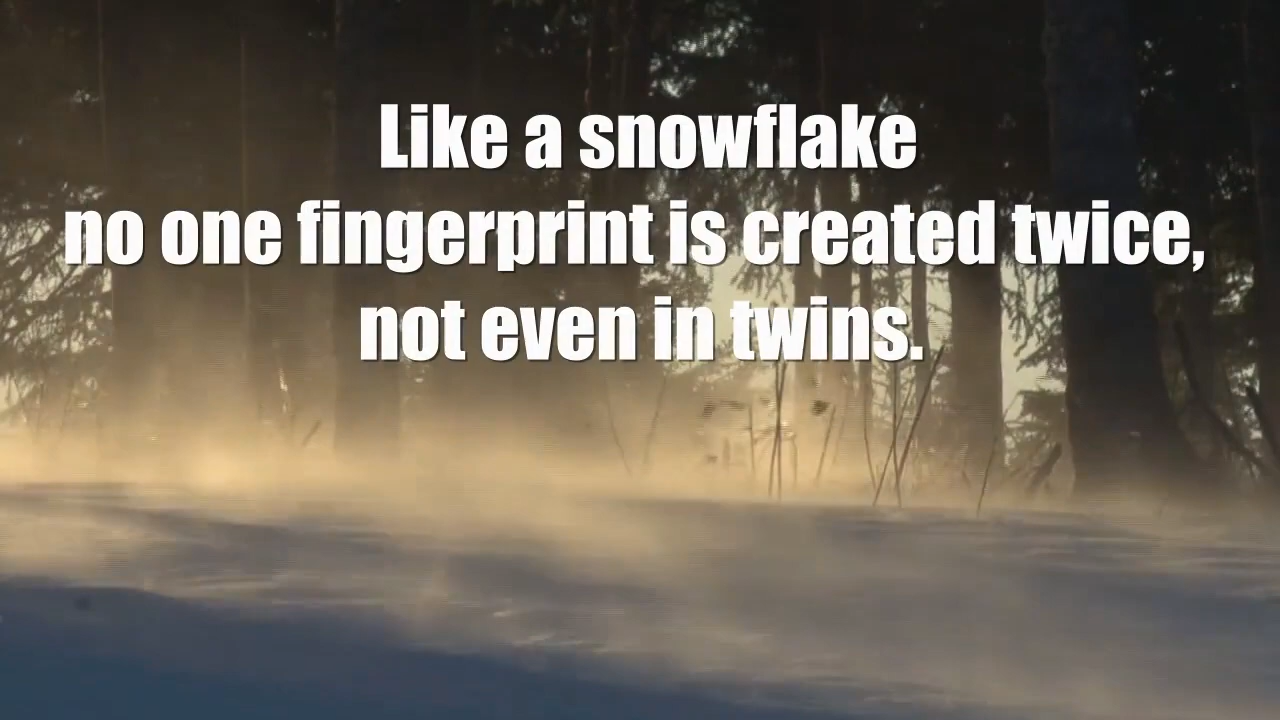 Like a snowflake
no one fingerprint is created twice,
not even in twins.